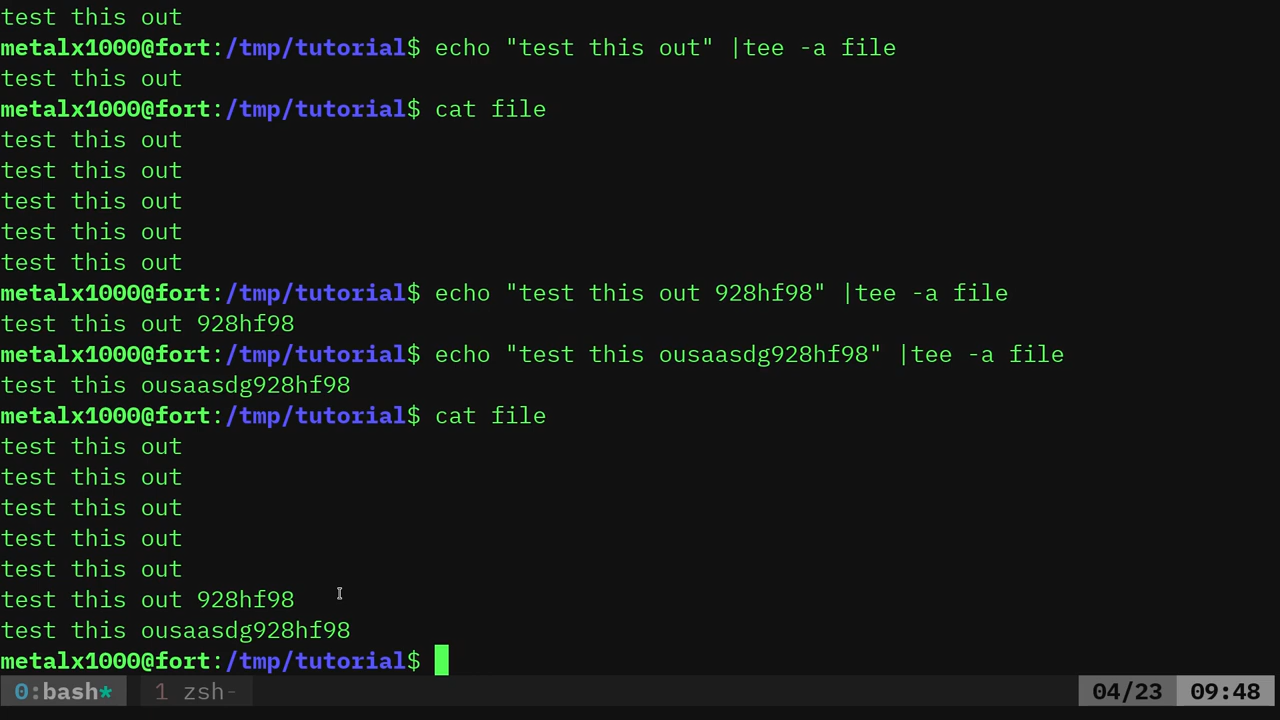 test this out
metalx1000@fort:/tmp/tutorial$ echo "test this out" |tee -a file
test this out
metalx1000@fort:/tmp/tutorial$ cat file
test this out
test this out
test this out
test this out
test this out
metalx1000@fort:/tmp/tutorial$ echo "test this out 928hf98" |tee -a file
test this out 928hf98
metalx1000@fort:/tmp/tutorial$ echo "test this ousaasdg928hf98" |tee -a file
test this ousaasdg928hf98
metalx1000@fort:/tmp/tutorial$ cat file
test this out
test this out
test this out
test this out
test this out
test this out 928hf98
test this ousaasdg928hf98
metalx1000@fort:/tmp/tutorial$
0:bash* 1 zsh- 04/23 09:48